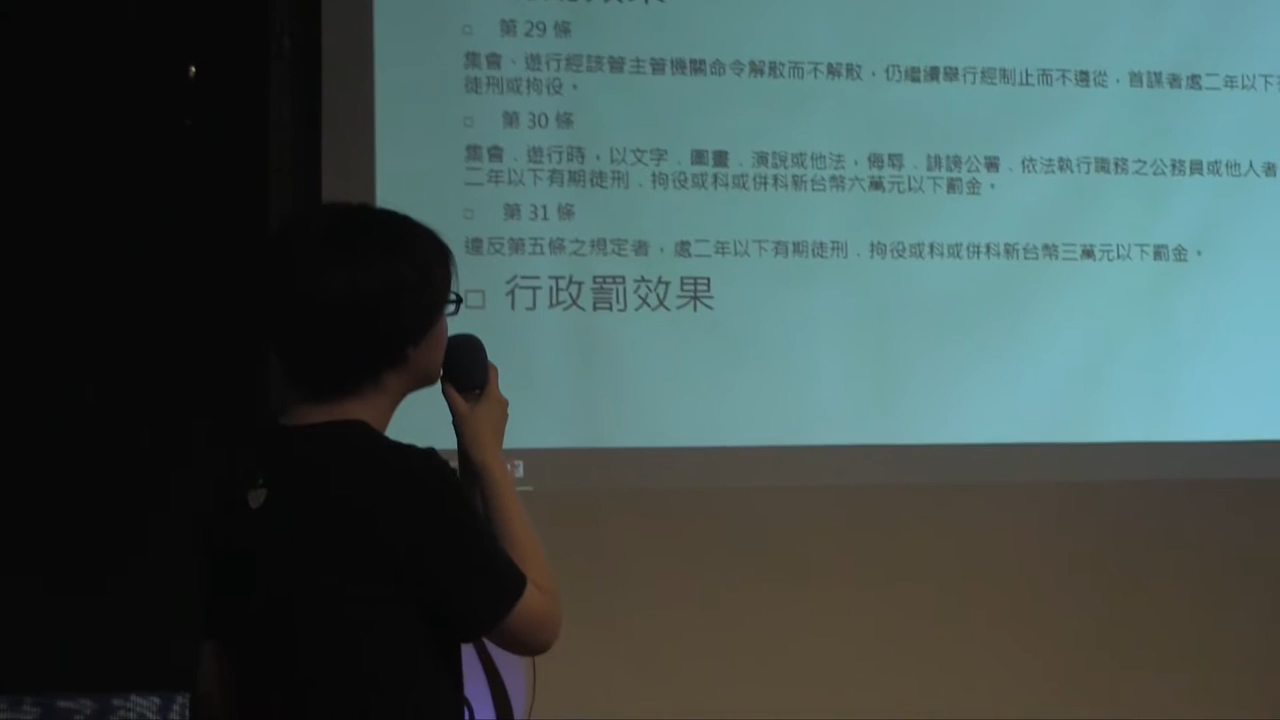 □ 第 29 條
集會、遊行經該管主管機關命令解散而不解散，仍繼續舉行經制止而不遵從，首謀者處二年以下
徒刑或拘役。
□ 第 30 條
集會、遊行時，以文字、圖畫、演說或他法，侮辱、誹謗公署、依法執行職務之公務員或他人者
二年以下有期徒刑、拘役或科或併科新台幣六萬元以下罰金。
□ 第 31 條
違反第五條之規定者，處二年以下有期徒刑、拘役或科或併科新台幣三萬元以下罰金。
□ 行政罰效果